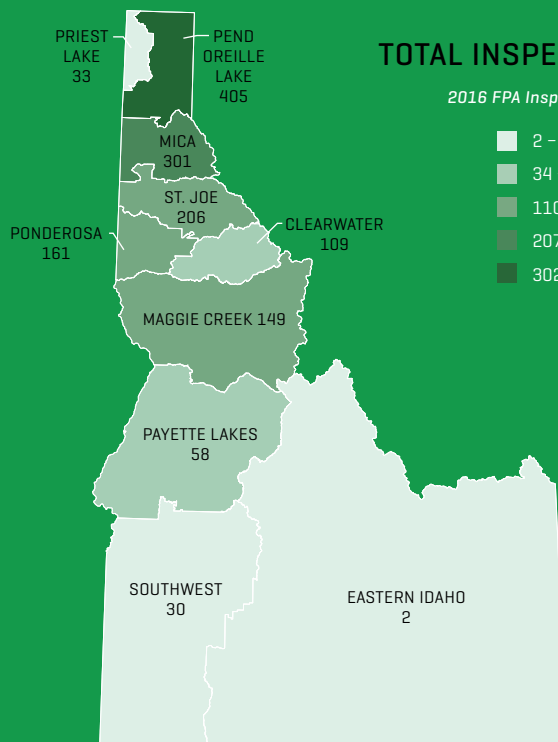 TOTAL INSPE
2016 FPA Insp
2 –
34
110
207
302
PRIEST
LAKE
33
PEND
OREILLE
LAKE
405
MICA
301
ST. JOE
206
PONDEROSA
161
CLEARWATER
109
MAGGIE CREEK 149
PAYETTE LAKES
58
SOUTHWEST
30
EASTERN IDAHO
2